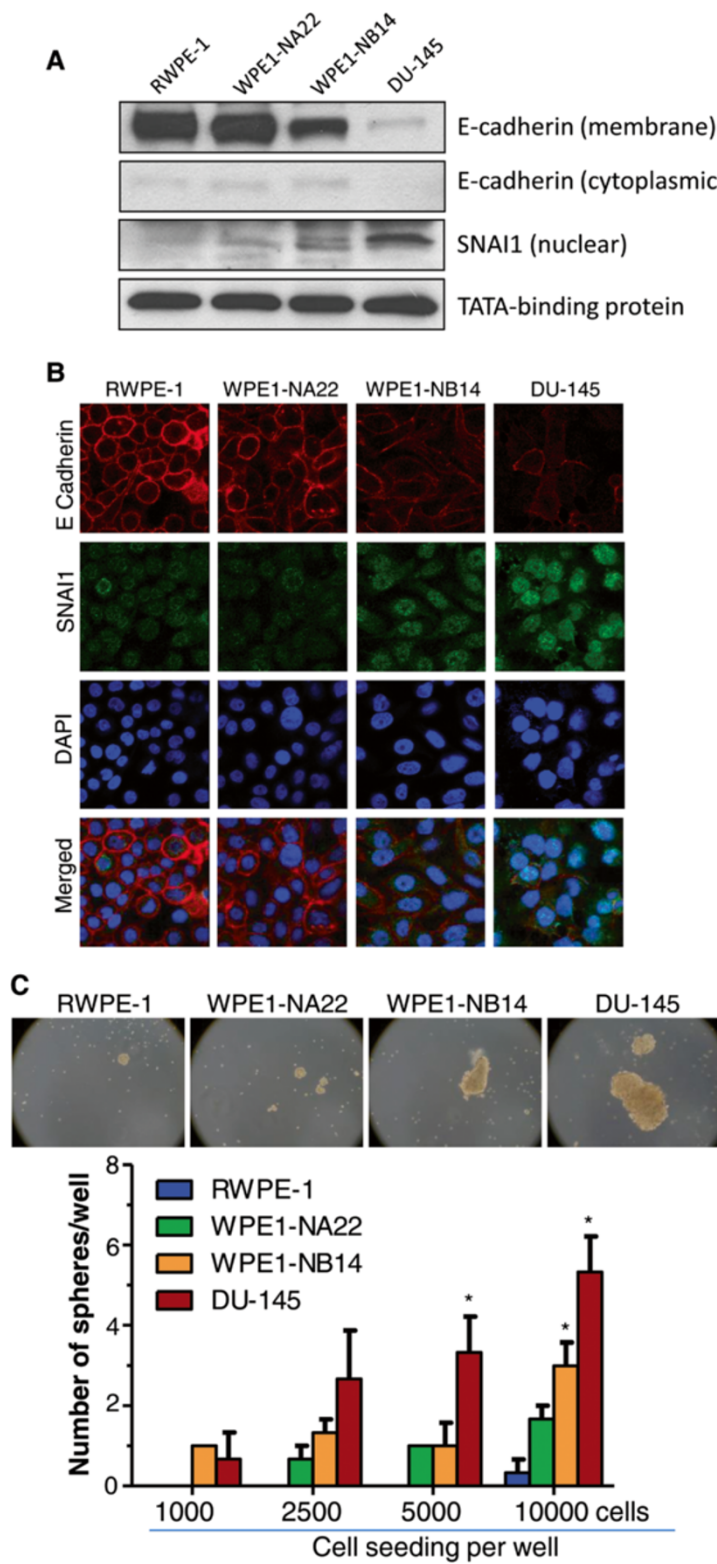 A
RWPE-1 WPE1-NA22 WPE1-NB14 DU-145
E-cadherin (membrane)
E-cadherin (cytoplasmic
SNAI1 (nuclear)
TATA-binding protein
B
RWPE-1 WPE1-NA22 WPE1-NB14 DU-145
E Cadherin
SNAI1
DAPI
Merged
C
RWPE-1 WPE1-NA22 WPE1-NB14 DU-145
Number of spheres/well
8
6
4
2
0
RWPE-1
WPE1-NA22
WPE1-NB14
DU-145
* * *
1000 2500 5000 10000 cells
Cell seeding per well